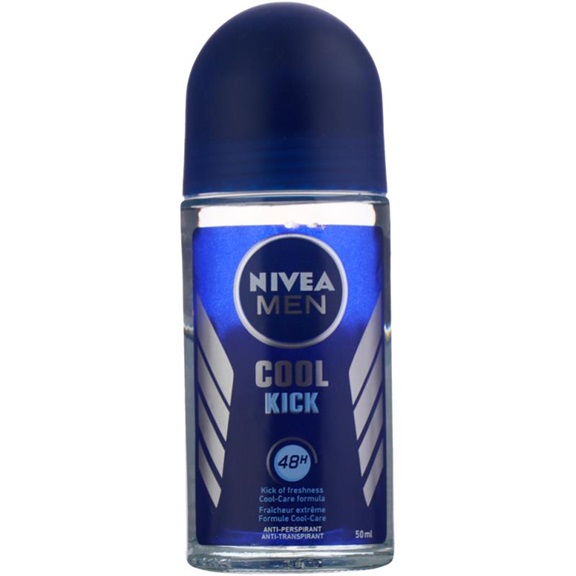 NIVEA
MEN
COOL
KICK
48H
Kick of freshness
Cool-Care formula
Fraîcheur extrême
Formule Cool-Care
ANTI-PERSPIRANT
ANTI-TRANSPIRANT
50ml